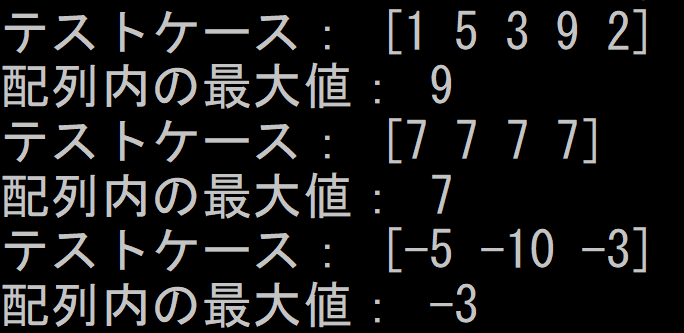 テストケース： [1 5 3 9 2]
配列内の最大値： 9
テストケース： [7 7 7 7]
配列内の最大値： 7
テストケース： [-5 -10 -3]
配列内の最大値： -3